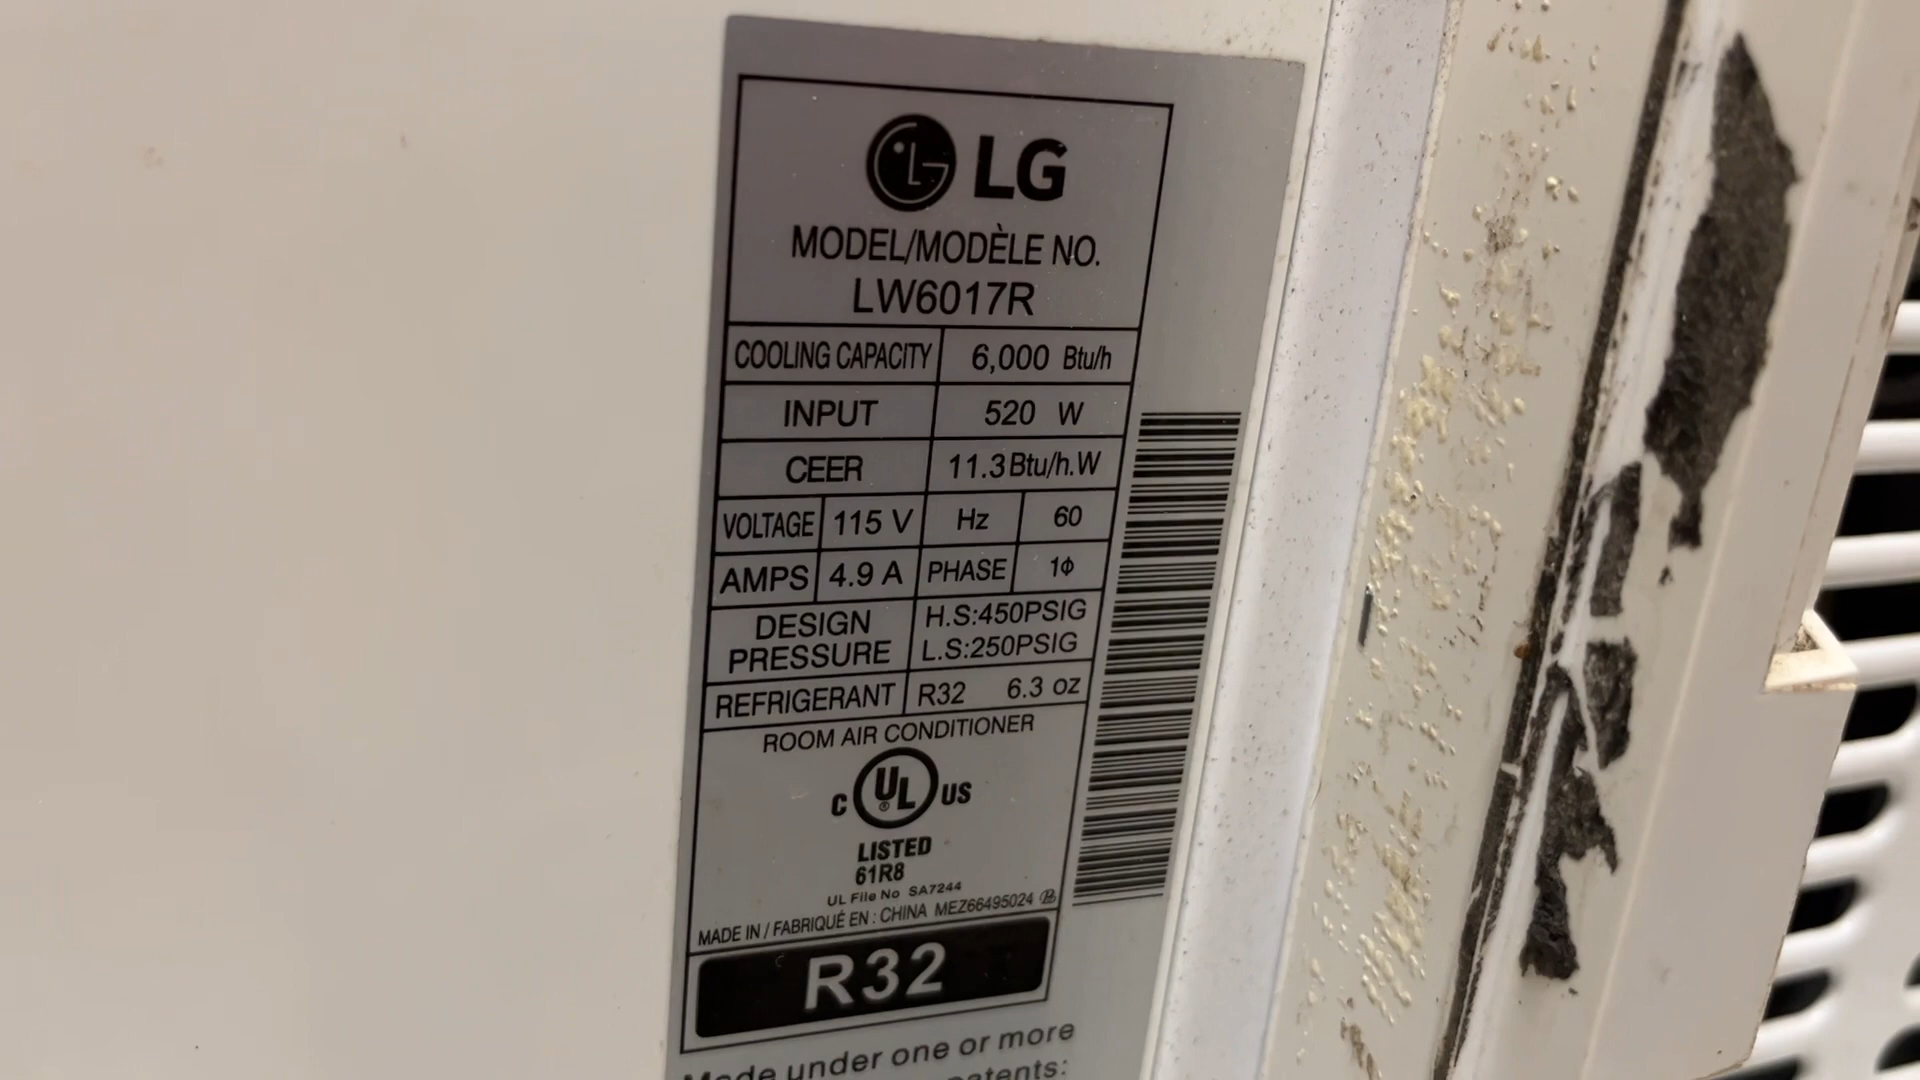 LG
MODEL/MODÈLE NO.
LW6017R
COOLING CAPACITY 6,000 Btu/h
INPUT 520 W
CEER 11.3 Btu/h.W
VOLTAGE 115 V Hz 60
AMPS 4.9 A PHASE 1ϕ
DESIGN PRESSURE H.S:450PSIG
L.S:250PSIG
REFRIGERANT R32 6.3 oz
ROOM AIR CONDITIONER
C UL ® US
LISTED
61R8
UL File No SA7244
MADE IN / FABRIQUÉ EN : CHINA MEZ66495024
R32
Made under one or more
patents: